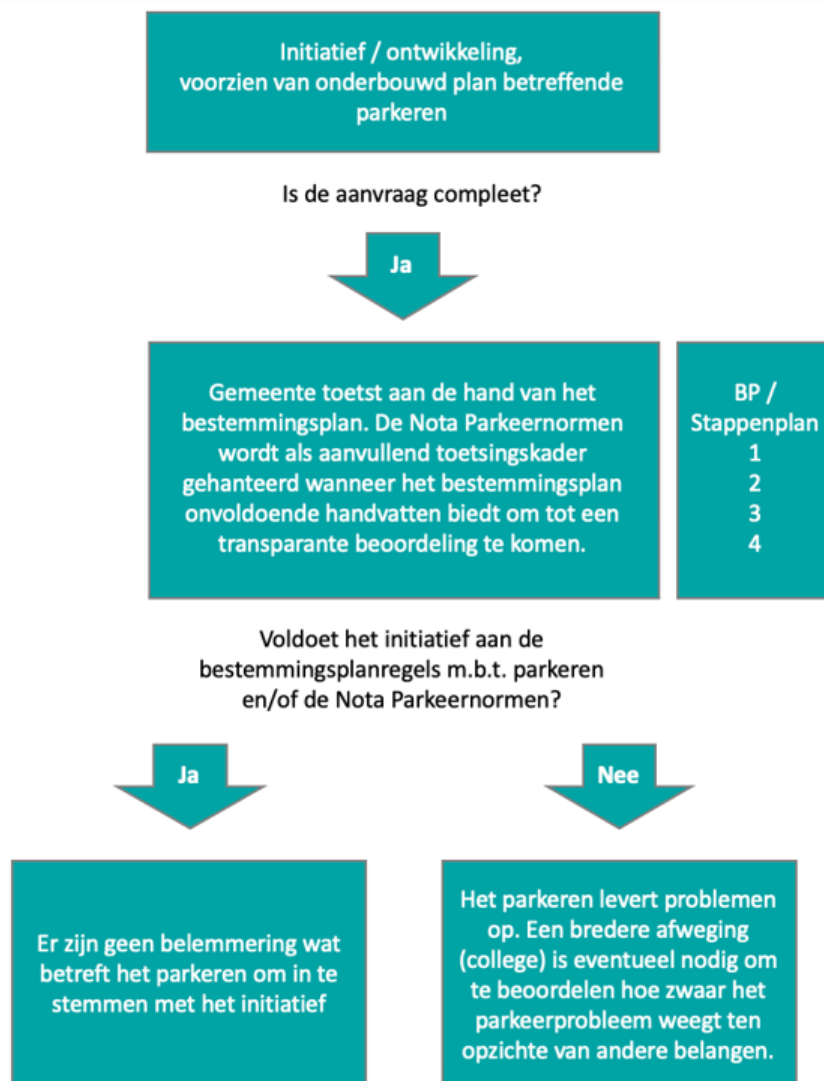 Initiatief / ontwikkeling,
voorzien van onderbouwd plan betreffende
parkeren
Is de aanvraag compleet?
Ja
Gemeente toetst aan de hand van het
bestemmingsplan. De Nota Parkeernormen
wordt als aanvullend toetsingskader
gehanteerd wanneer het bestemmingsplan
onvoldoende handvatten biedt om tot een
transparante beoordeling te komen.
BP /
Stappenplan
1
2
3
4
Voldoet het initiatief aan de
bestemmingsplanregels m.b.t. parkeren
en/of de Nota Parkeernormen?
Ja
Nee
Er zijn geen belemmering wat
betreft het parkeren om in te
stemmen met het initiatief
Het parkeren levert problemen
op. Een bredere afweging
(college) is eventueel nodig om
te beoordelen hoe zwaar het
parkeerprobleem weegt ten
opzichte van andere belangen.